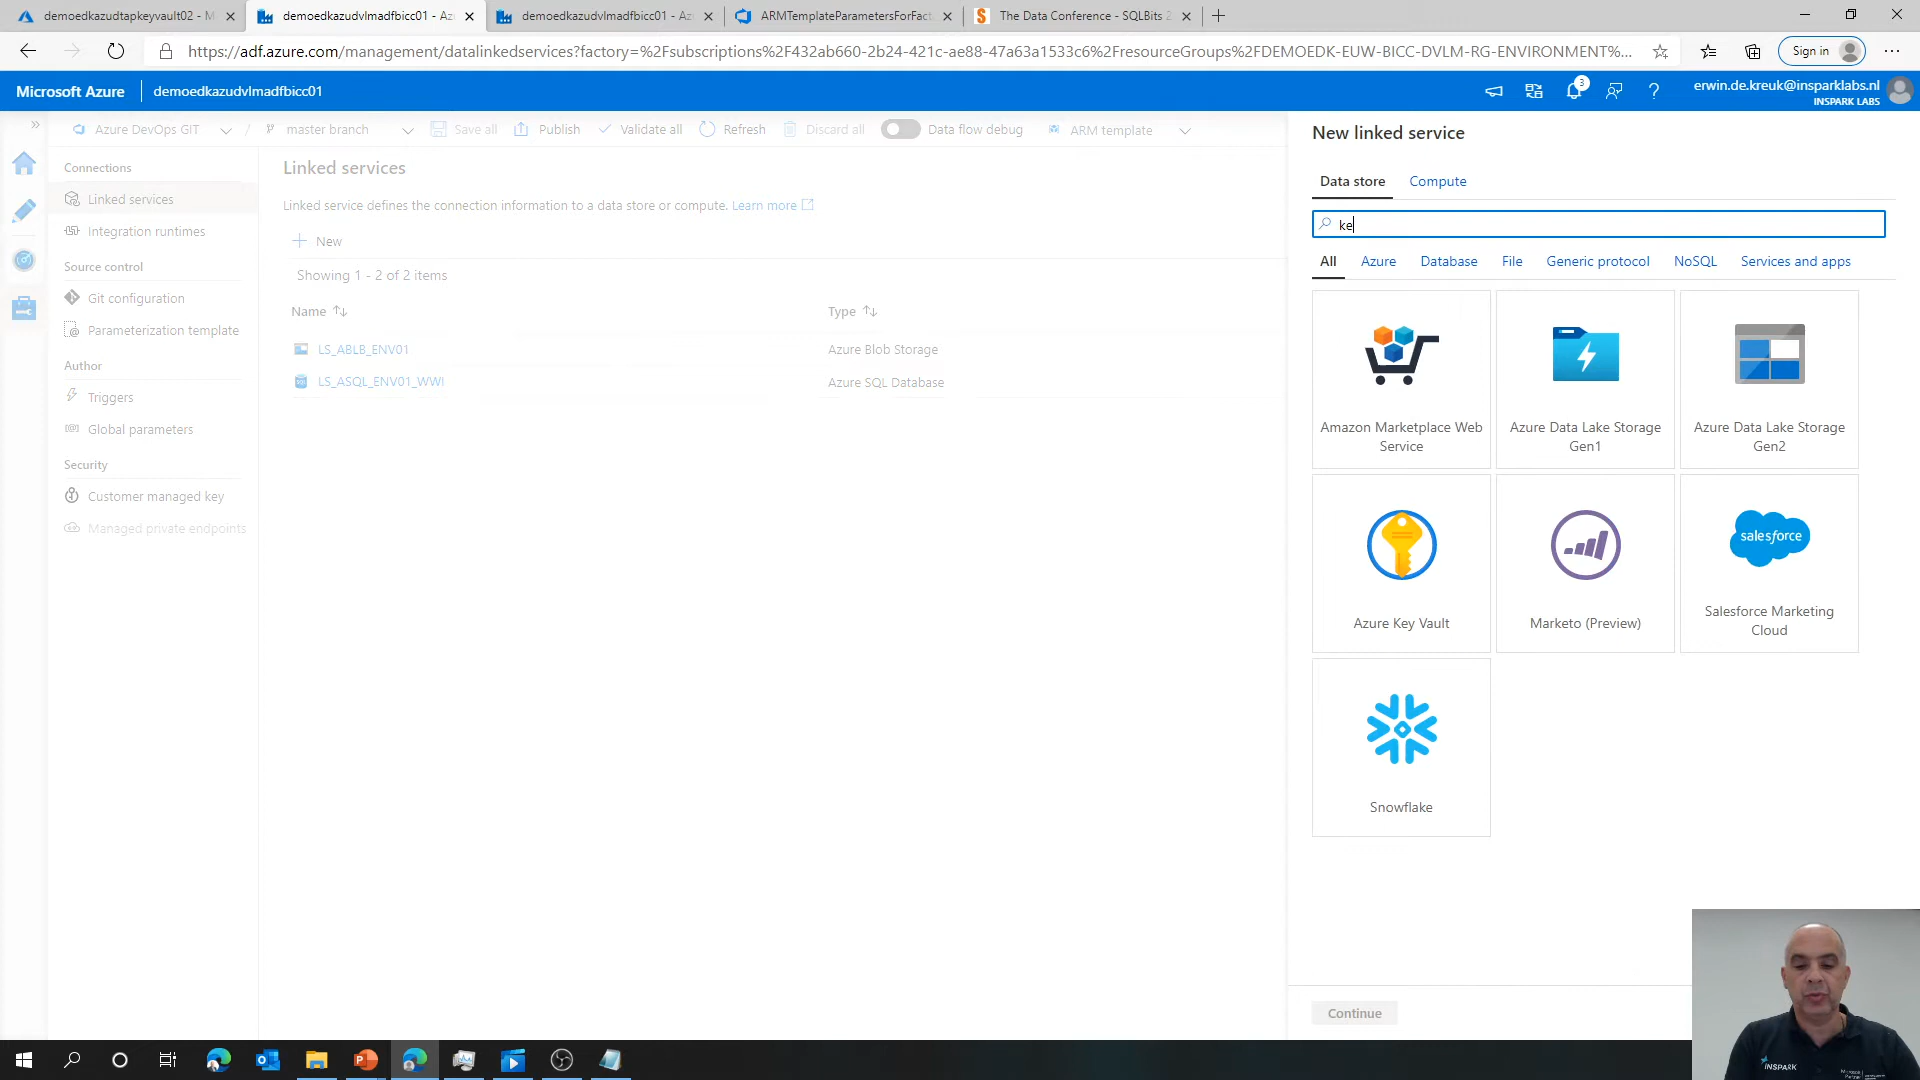 demoedkazudtapkeyvault02 - M
demoedkazudvlmadfbicc01 - Az
demoedkazudvlmadfbicc01 - Az
ARMTemplateParametersForFact
The Data Conference - SQLBits 2
https://adf.azure.com/management/datalinkedservices?factory=%2Fsubscriptions%2F432ab660-2b24-421c-ae88-47a63a1533c6%2FresourceGroups%2FDEMOEDK-EUW-BICC-DVLM-RG-ENVIRONMENT%...
Sign in
Microsoft Azure
demoedkazudvlmadfbicc01
3
erwin.de.kreuk@insparklabs.nl
INSPARK LABS
Azure DevOps GIT
/
master branch
Save all
Publish
Validate all
Refresh
Discard all
Data flow debug
ARM template
Connections
Linked services
Integration runtimes
Source control
Git configuration
Parameterization template
Author
Triggers
Global parameters
Security
Customer managed key
Managed private endpoints
Linked services
Linked service defines the connection information to a data store or compute. Learn more
New
Showing 1 - 2 of 2 items
Name
Type
LS_ABLB_ENV01
Azure Blob Storage
LS_ASQL_ENV01_WWI
Azure SQL Database
New linked service
Data store
Compute
ke
All
Azure
Database
File
Generic protocol
NoSQL
Services and apps
Amazon Marketplace Web
Service
Azure Data Lake Storage
Gen1
Azure Data Lake Storage
Gen2
Azure Key Vault
Marketo (Preview)
salesforce
Salesforce Marketing
Cloud
Snowflake
Continue
INSPARK